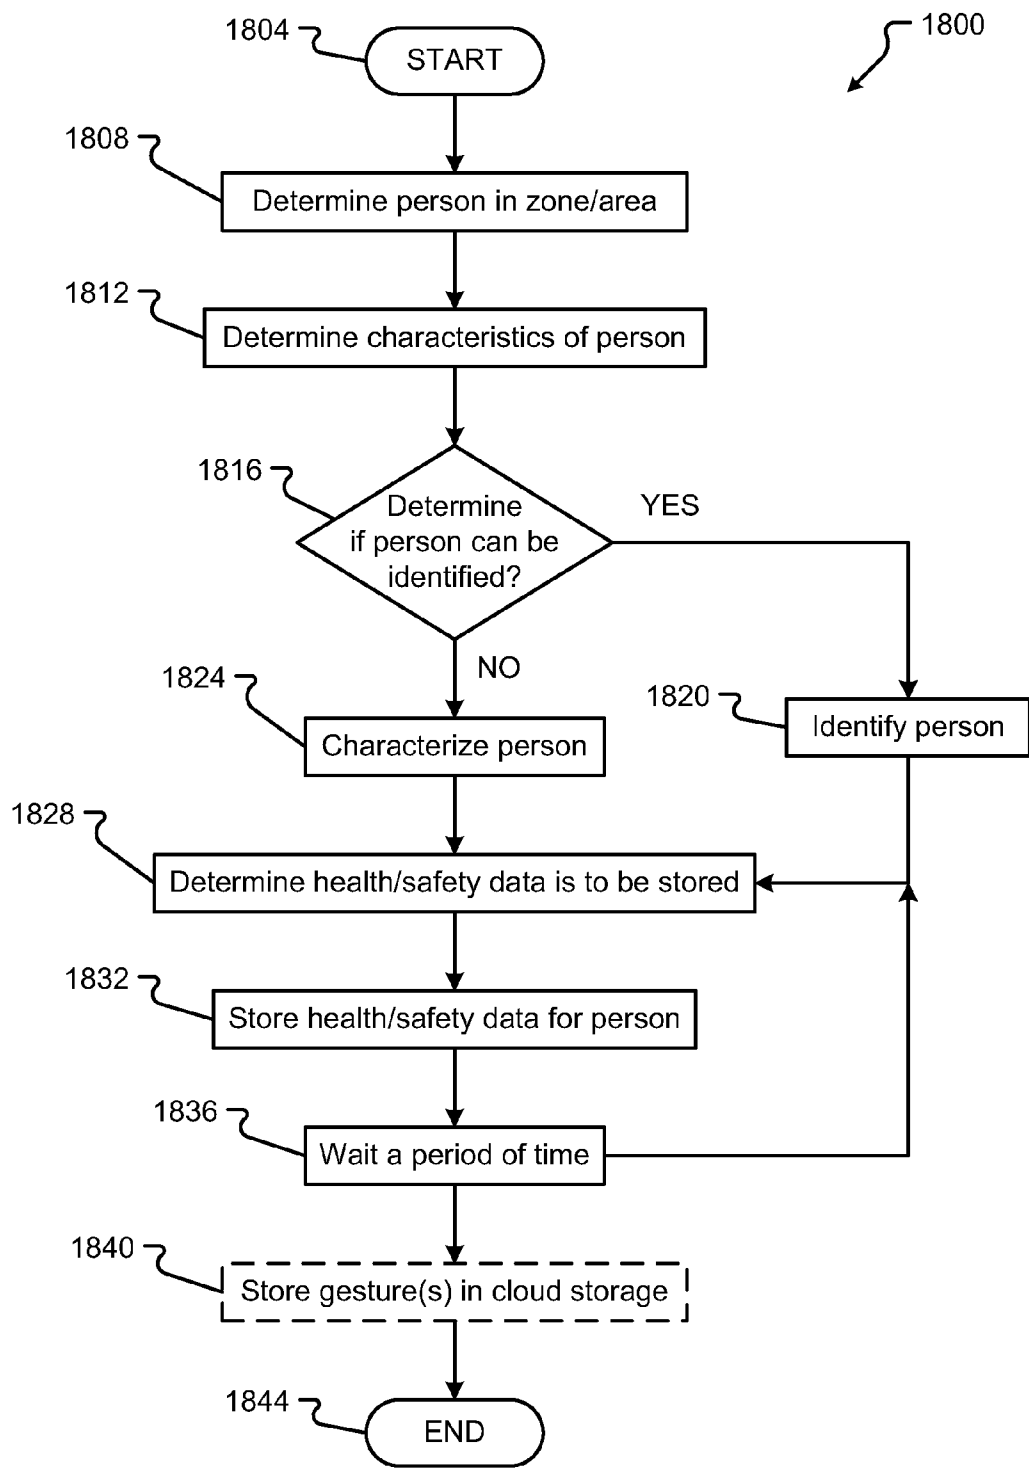 1800
1804
START
1808
Determine person in zone/area
1812
Determine characteristics of person
1816
Determine
if person can be
identified?
YES
NO
1824
Characterize person
1820
Identify person
1828
Determine health/safety data is to be stored
1832
Store health/safety data for person
1836
Wait a period of time
1840
Store gesture(s) in cloud storage
1844
END